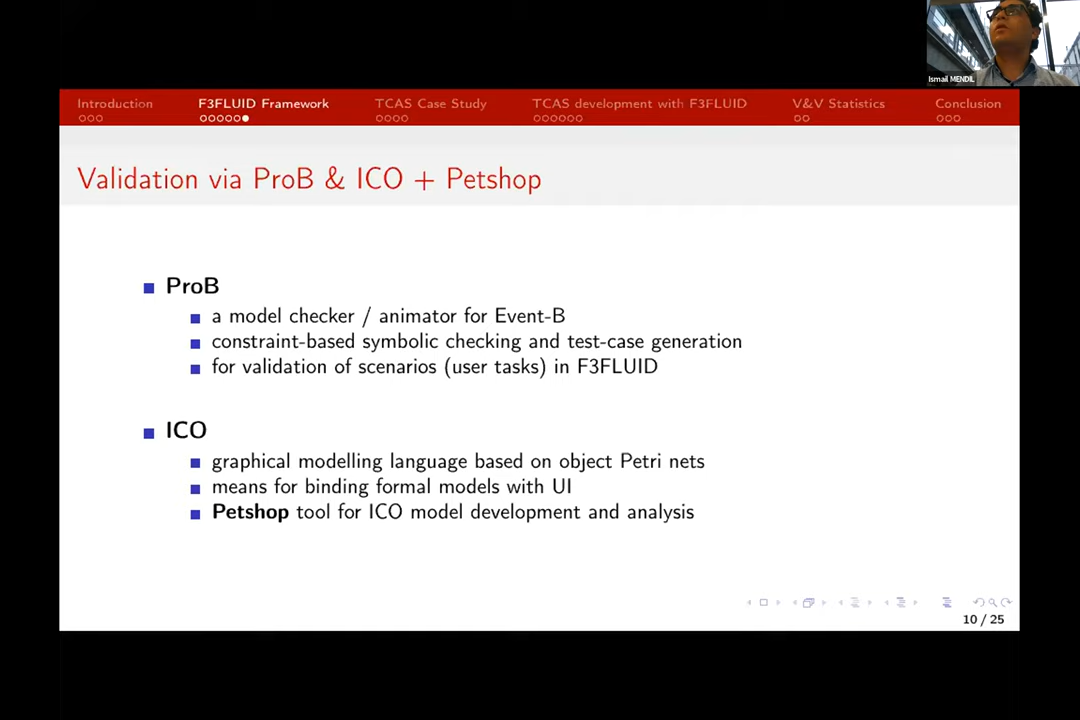 Ismail MENDIL
Introduction F3FLUID Framework TCAS Case Study TCAS development with F3FLUID V&V Statistics Conclusion
Validation via ProB & ICO + Petshop
ProB
a model checker / animator for Event-B
constraint-based symbolic checking and test-case generation
for validation of scenarios (user tasks) in F3FLUID
ICO
graphical modelling language based on object Petri nets
means for binding formal models with UI
Petshop tool for ICO model development and analysis
10 / 25